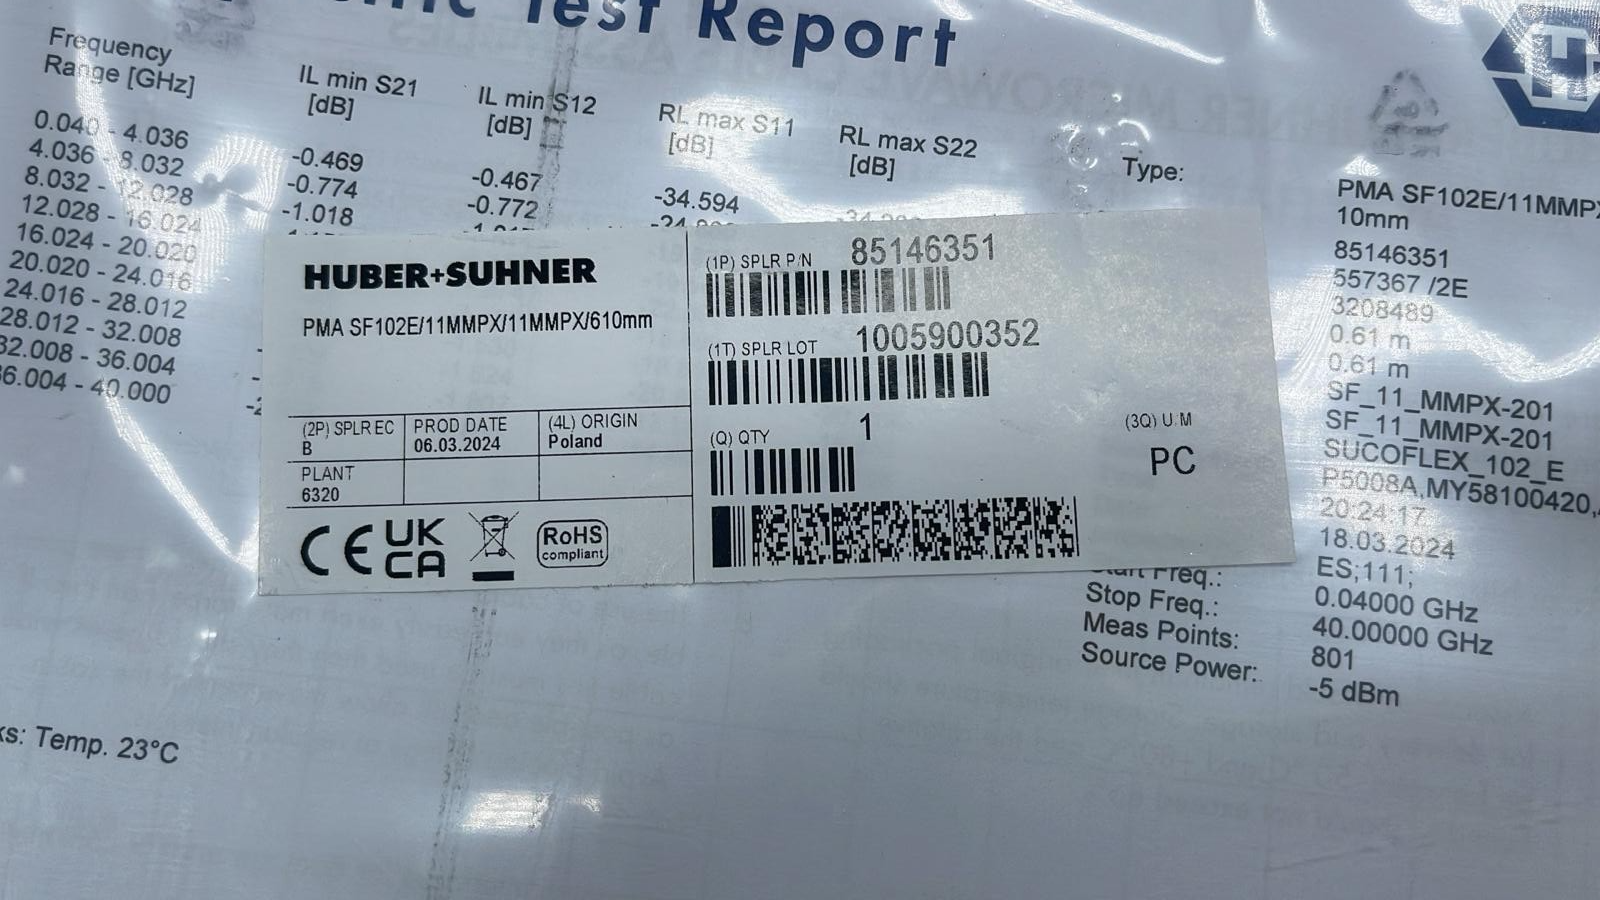 Test Report
Frequency
Range [GHz]
IL min S21
[dB]
IL min S12
[dB]
RL max S11
[dB]
RL max S22
[dB]
0.040 - 4.036
-0.469
-0.467
-34.594
4.036 - 8.032
-0.774
-0.772
8.032 - 12.028
-1.018
12.028 - 16.024
16.024 - 20.020
20.020 - 24.016
24.016 - 28.012
28.012 - 32.008
32.008 - 36.004
36.004 - 40.000
Type:
PMA SF102E/11MMPX
10mm
85146351
557367 /2E
3208489
0.61 m
0.61 m
SF_11_MMPX-201
SF_11_MMPX-201
SUCOFLEX_102_E
P5008A,MY58100420,
20:24:17
18.03.2024
ES;111;
Start Freq.:
0.04000 GHz
Stop Freq.:
40.00000 GHz
Meas Points:
801
Source Power:
-5 dBm
Temp. 23°C
HUBER+SUHNER
PMA SF102E/11MMPX/11MMPX/610mm
(2P) SPLR EC
B
PROD DATE
06.03.2024
(4L) ORIGIN
Poland
PLANT
6320
CE
UK
CA
RoHS
compliant
(1P) SPLR P/N
85146351
(1T) SPLR LOT
1005900352
(Q) QTY
1
(3Q) U M
PC